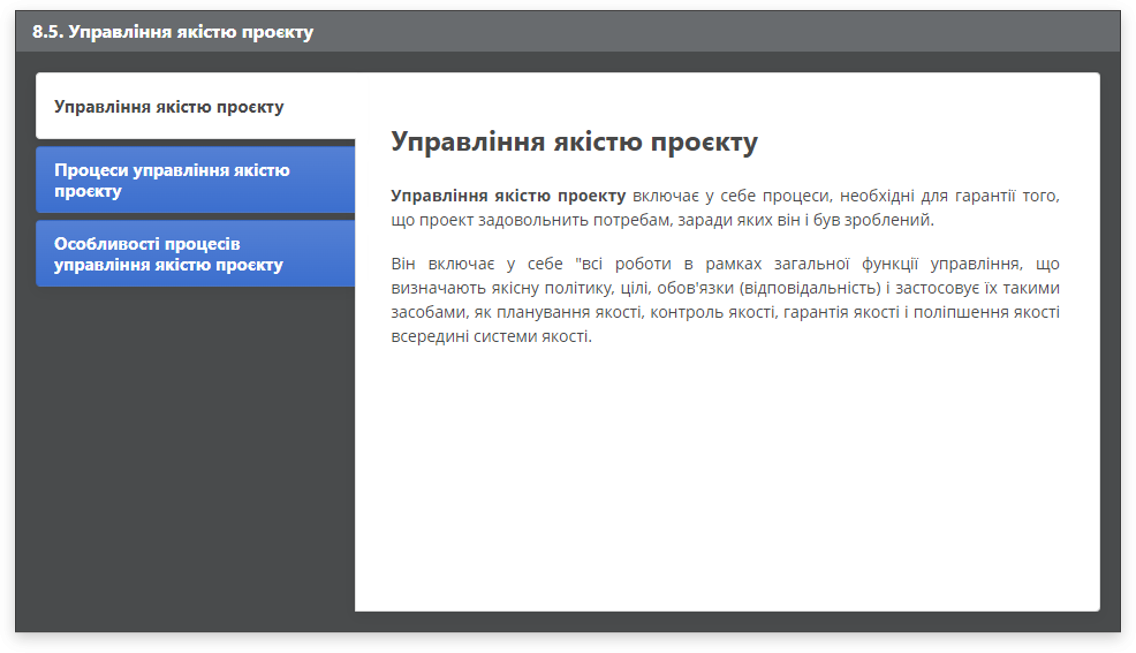 8.5. Управління якістю проєкту
Управління якістю проєкту
Процеси управління якістю
проєкту
Особливості процесів
управління якістю проєкту
Управління якістю проєкту
Управління якістю проекту включає у себе процеси, необхідні для гарантії того,
що проект задовольнить потребам, заради яких він і був зроблений.
Він включає у себе "всі роботи в рамках загальної функції управління, що
визначають якісну політику, цілі, обов'язки (відповідальність) і застосовує їх такими
засобами, як планування якості, контроль якості, гарантія якості і поліпшення якості
всередині системи якості.